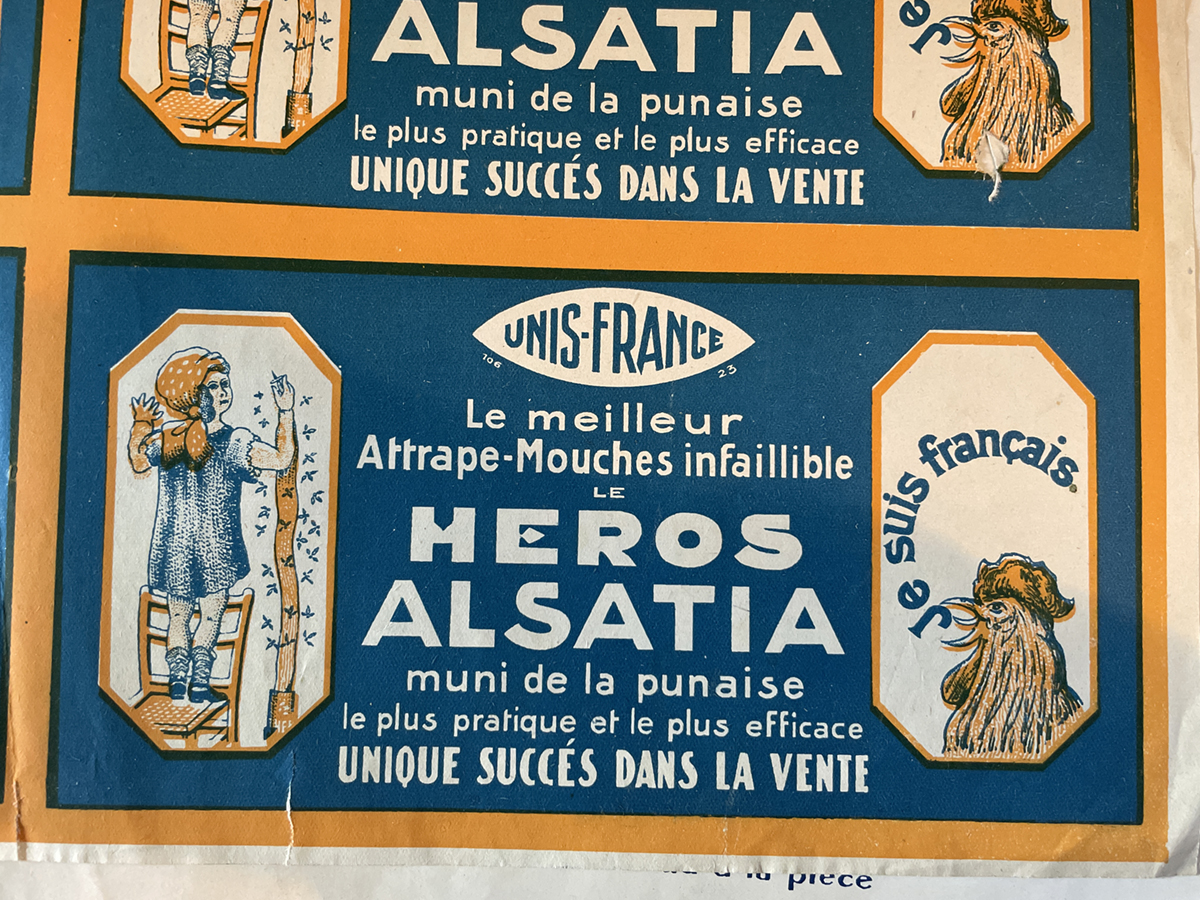 ALSATIA
muni de la punaise
le plus pratique et le plus efficace
UNIQUE SUCCÉS DANS LA VENTE
Je
UNIS-FRANCE
106 23
Le meilleur
Attrape-Mouches infaillible
LE
HEROS
ALSATIA
muni de la punaise
le plus pratique et le plus efficace
UNIQUE SUCCÉS DANS LA VENTE
Je suis français.
à la pièce